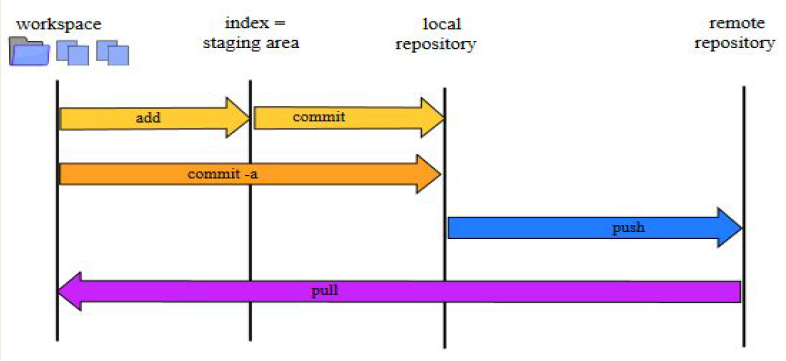 workspace
index =
staging area
local
repository
remote
repository
add
commit
commit -a
push
pull